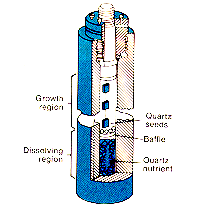 Growth
region
Quartz
seeds
Baffle
Dissolving
region
Quartz
nutrient